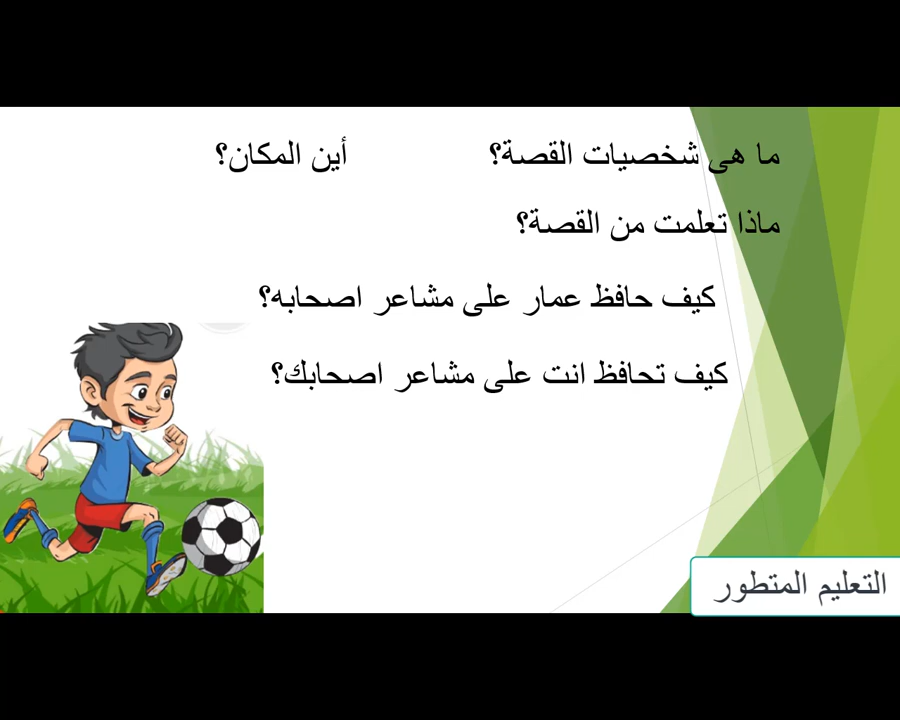 ما هى شخصيات القصة؟ أين المكان؟
ماذا تعلمت من القصة؟
كيف حافظ عمار على مشاعر اصحابه؟
كيف تحافظ انت على مشاعر اصحابك؟
التعليم المتطور